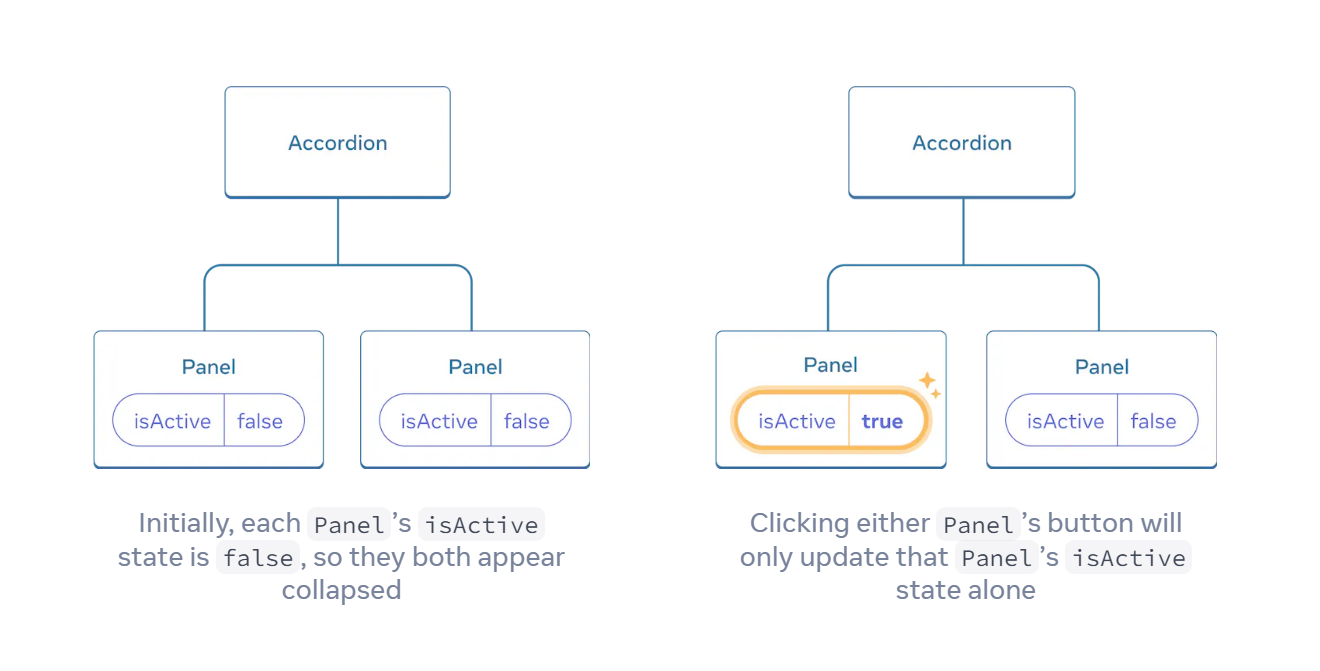 Accordion
Panel
isActive false
Panel
isActive false
Initially, each Panel’s isActive
state is false, so they both appear
collapsed
Accordion
Panel
isActive true
Panel
isActive false
Clicking either Panel’s button will
only update that Panel’s isActive
state alone